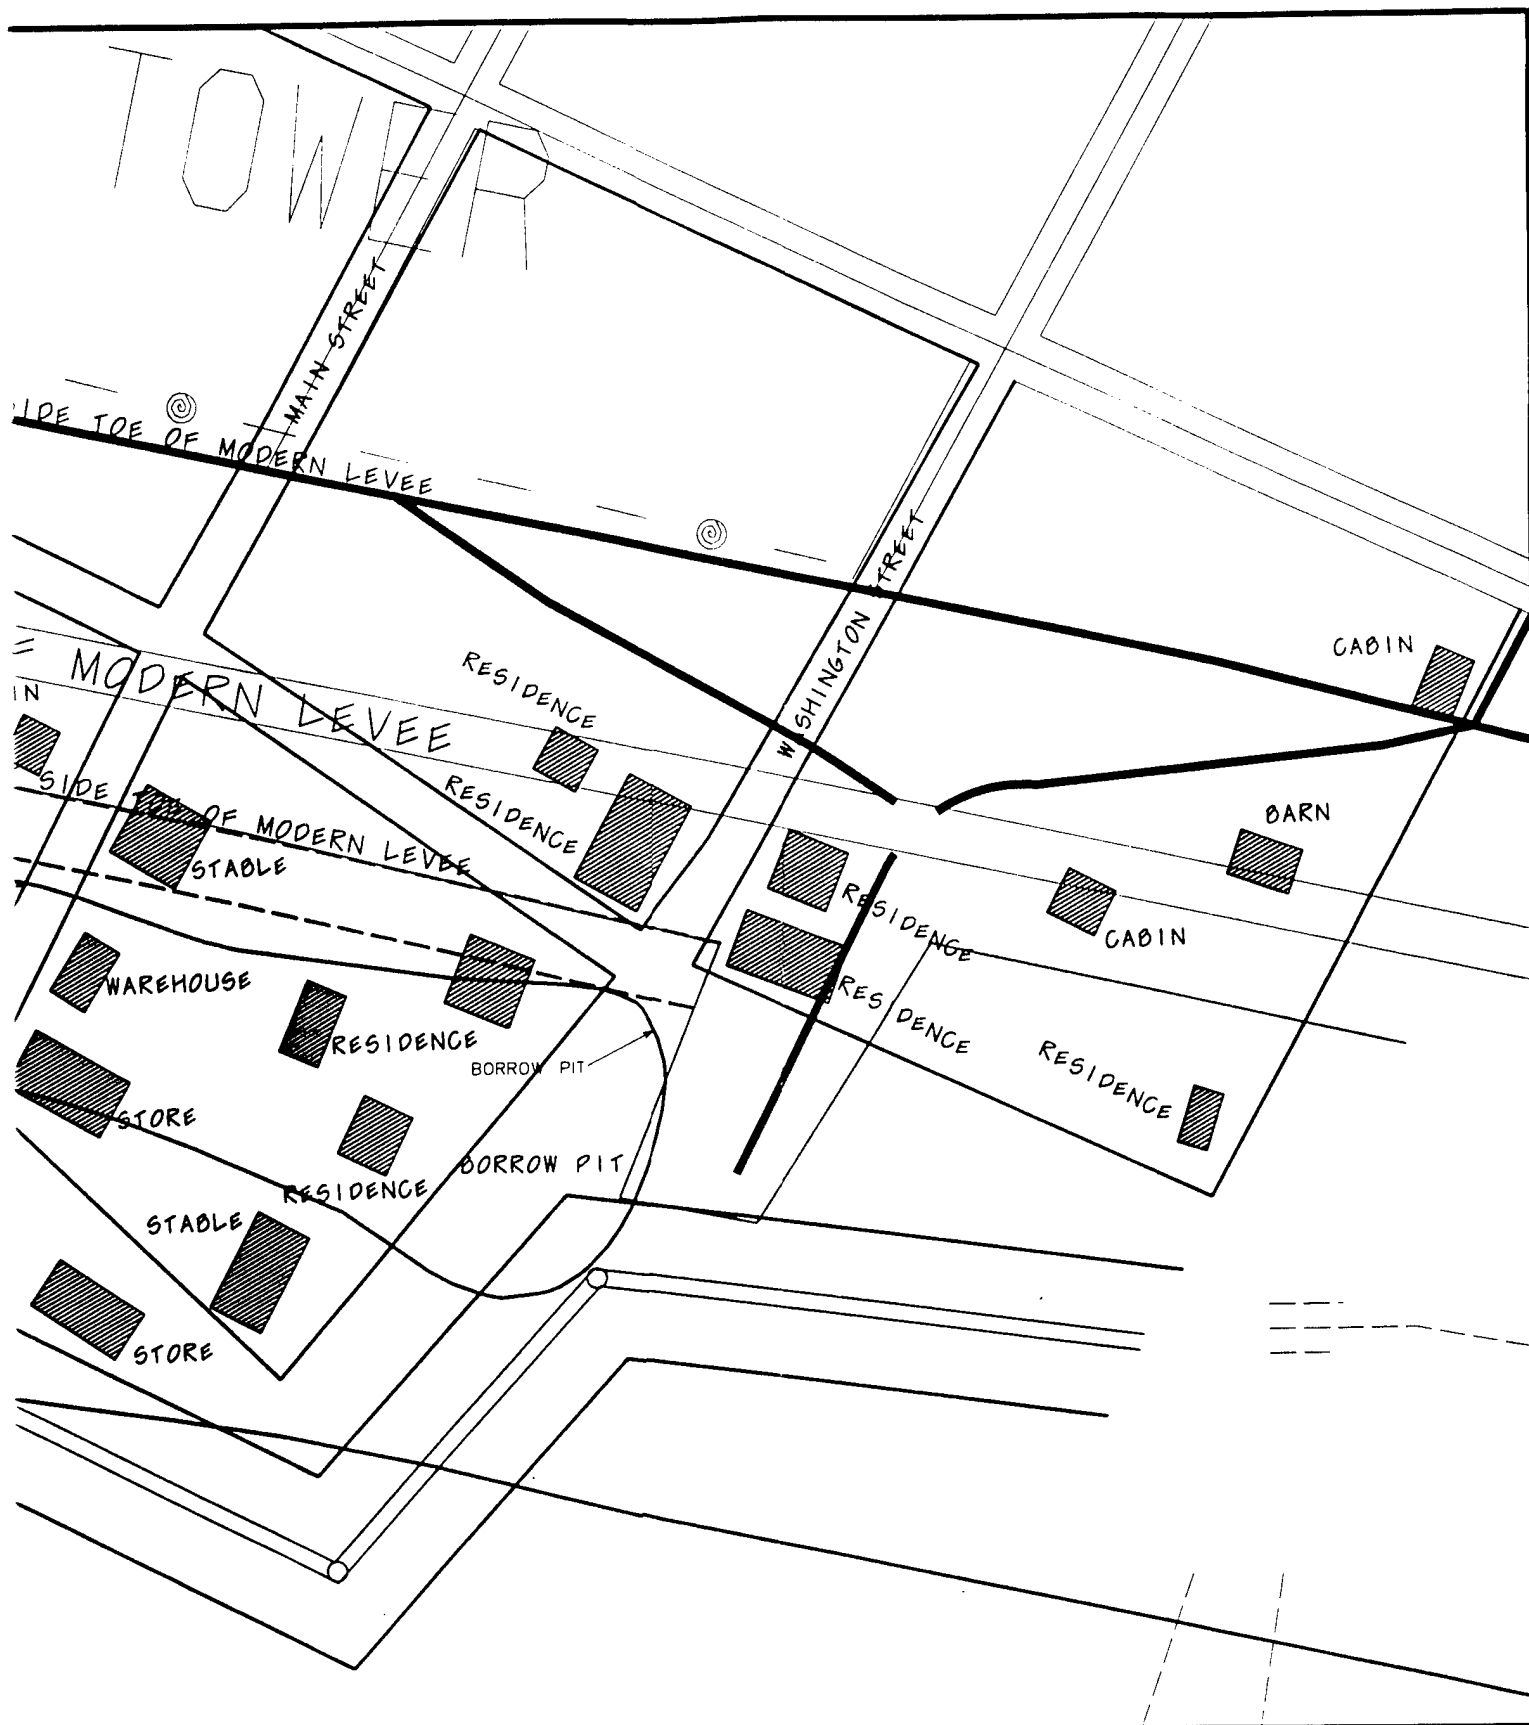 TOWER
MAIN STREET
TOE OF MODERN LEVEE
WASHINGTON STREET
CABIN
MODERN LEVEE
RESIDENCE
RESIDENCE
SIDE TOE OF MODERN LEVEE
BARN
STABLE
RESIDENCE
CABIN
WAREHOUSE
RESIDENCE
RESIDENCE
RESIDENCE
BORROW PIT
STORE
BORROW PIT
RESIDENCE
STABLE
STORE